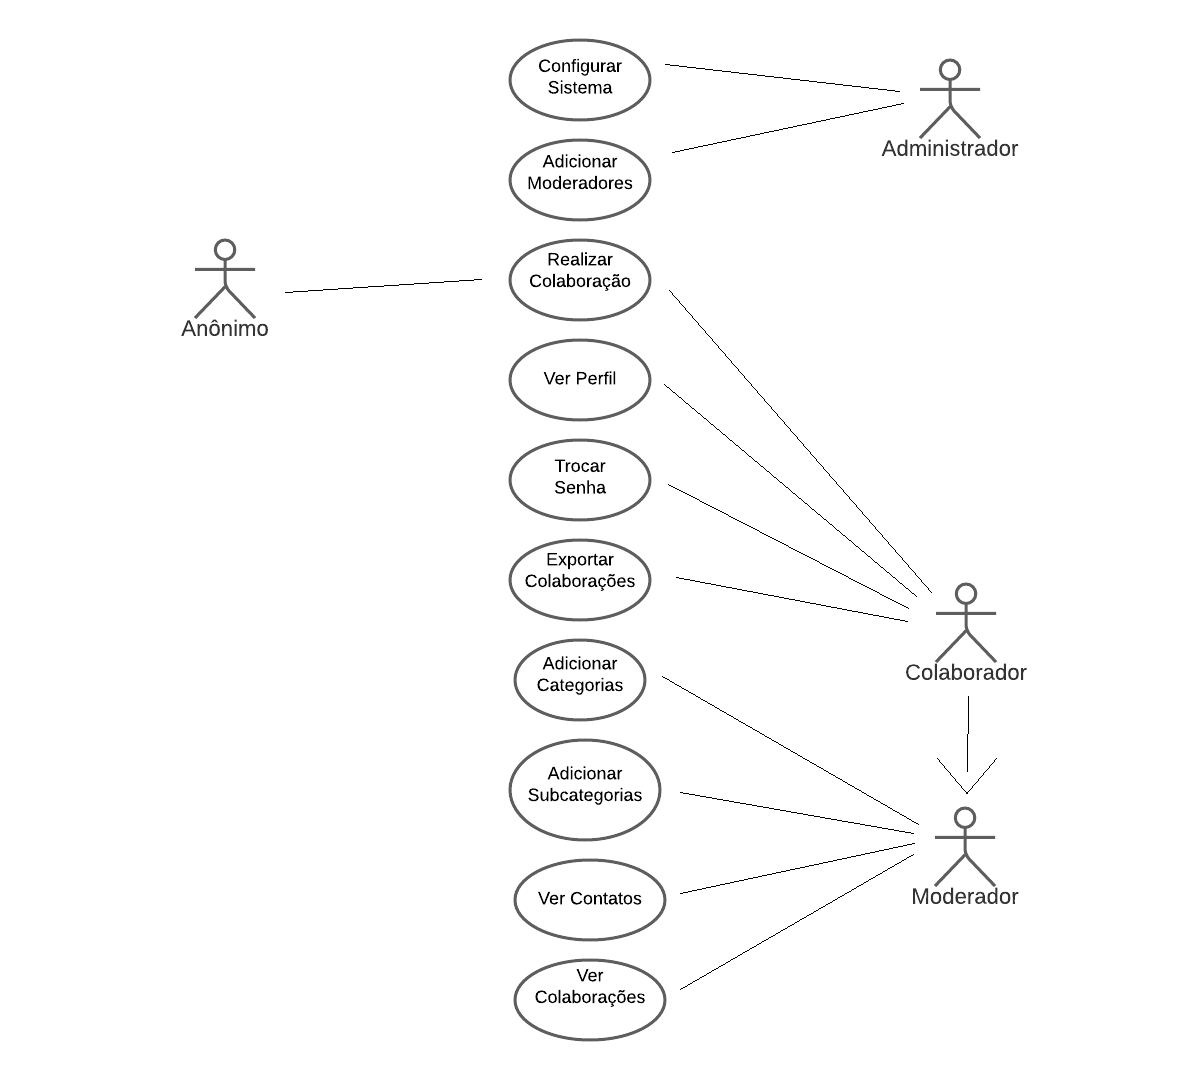 Configurar
Sistema
Administrador
Adicionar
Moderadores
Realizar
Colaboração
Anônimo
Ver Perfil
Trocar
Senha
Exportar
Colaborações
Adicionar
Categorias
Colaborador
Adicionar
Subcategorias
Ver Contatos
Moderador
Ver
Colaborações